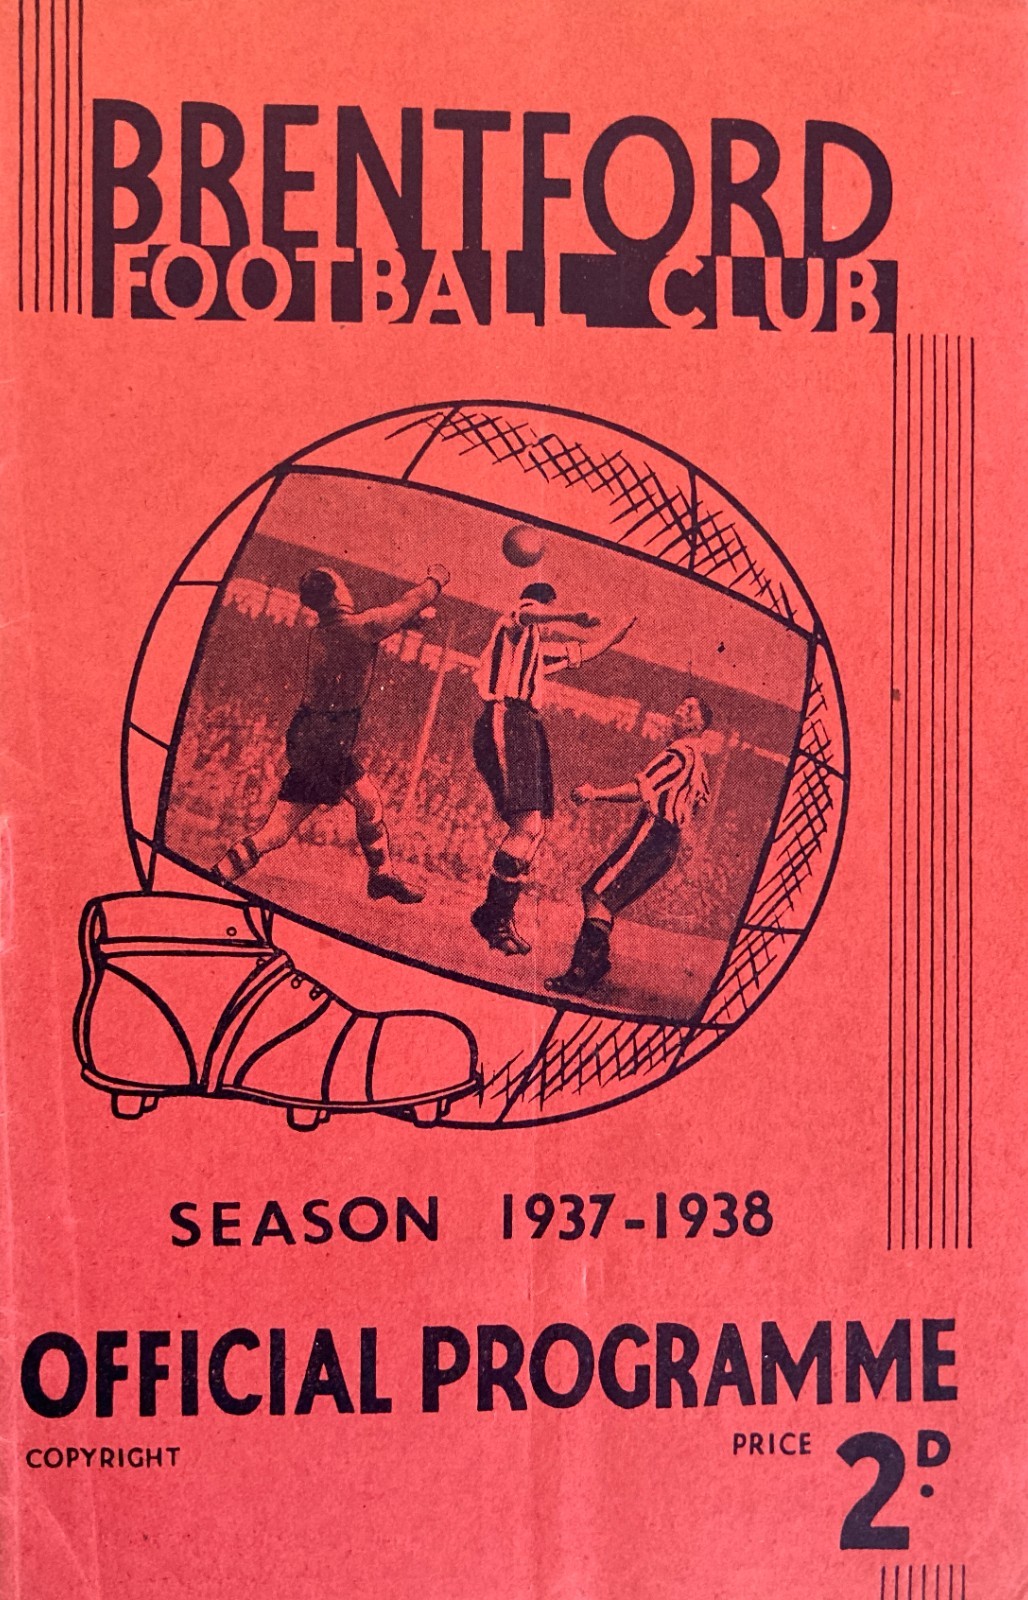 BRENTFORD
FOOTBALL CLUB
SEASON 1937-1938
OFFICIAL PROGRAMME
COPYRIGHT
PRICE 2D.